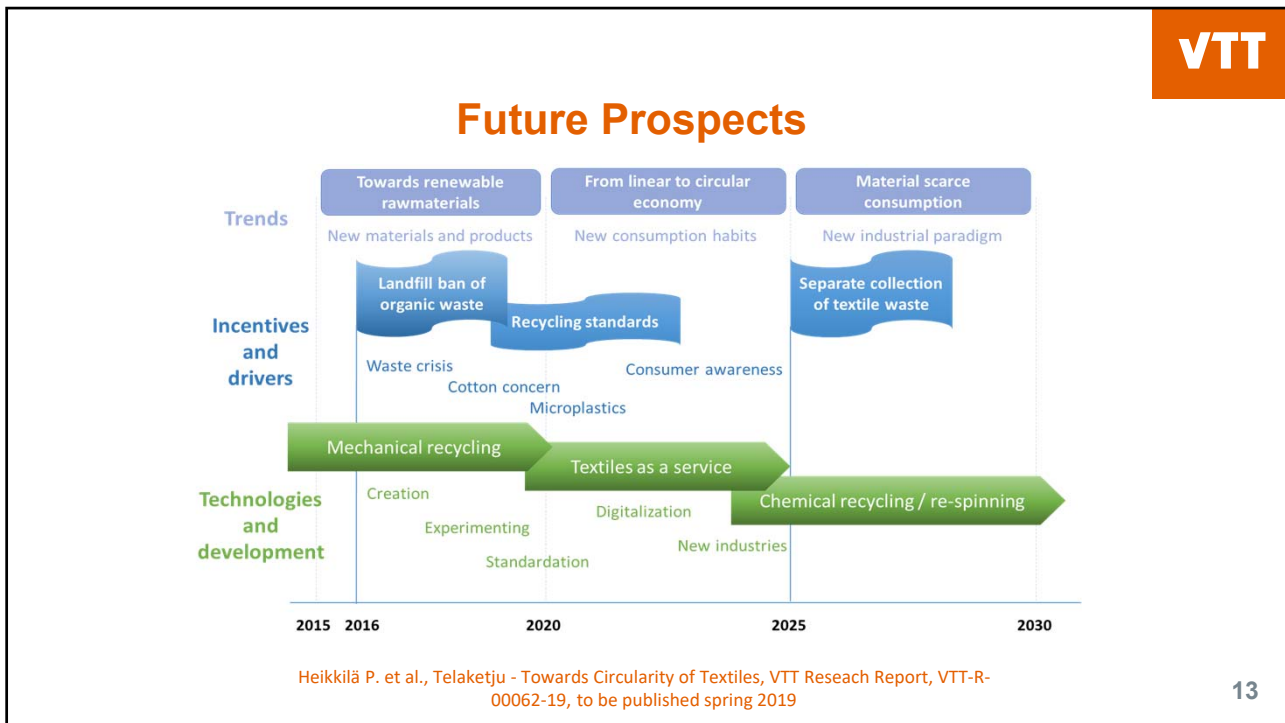 VTT
Future Prospects
Trends
Towards renewable
rawmaterials
From linear to circular
economy
Material scarce
consumption
New materials and products
New consumption habits
New industrial paradigm
Incentives
and
drivers
Landfill ban of
organic waste
Recycling standards
Separate collection
of textile waste
Waste crisis
Cotton concern
Microplastics
Consumer awareness
Technologies
and
development
Mechanical recycling
Textiles as a service
Chemical recycling / re-spinning
Creation
Experimenting
Standardation
Digitalization
New industries
2015 2016 2020 2025 2030
Heikkilä P. et al., Telaketju - Towards Circularity of Textiles, VTT Reseach Report, VTT-R-
00062-19, to be published spring 2019
13